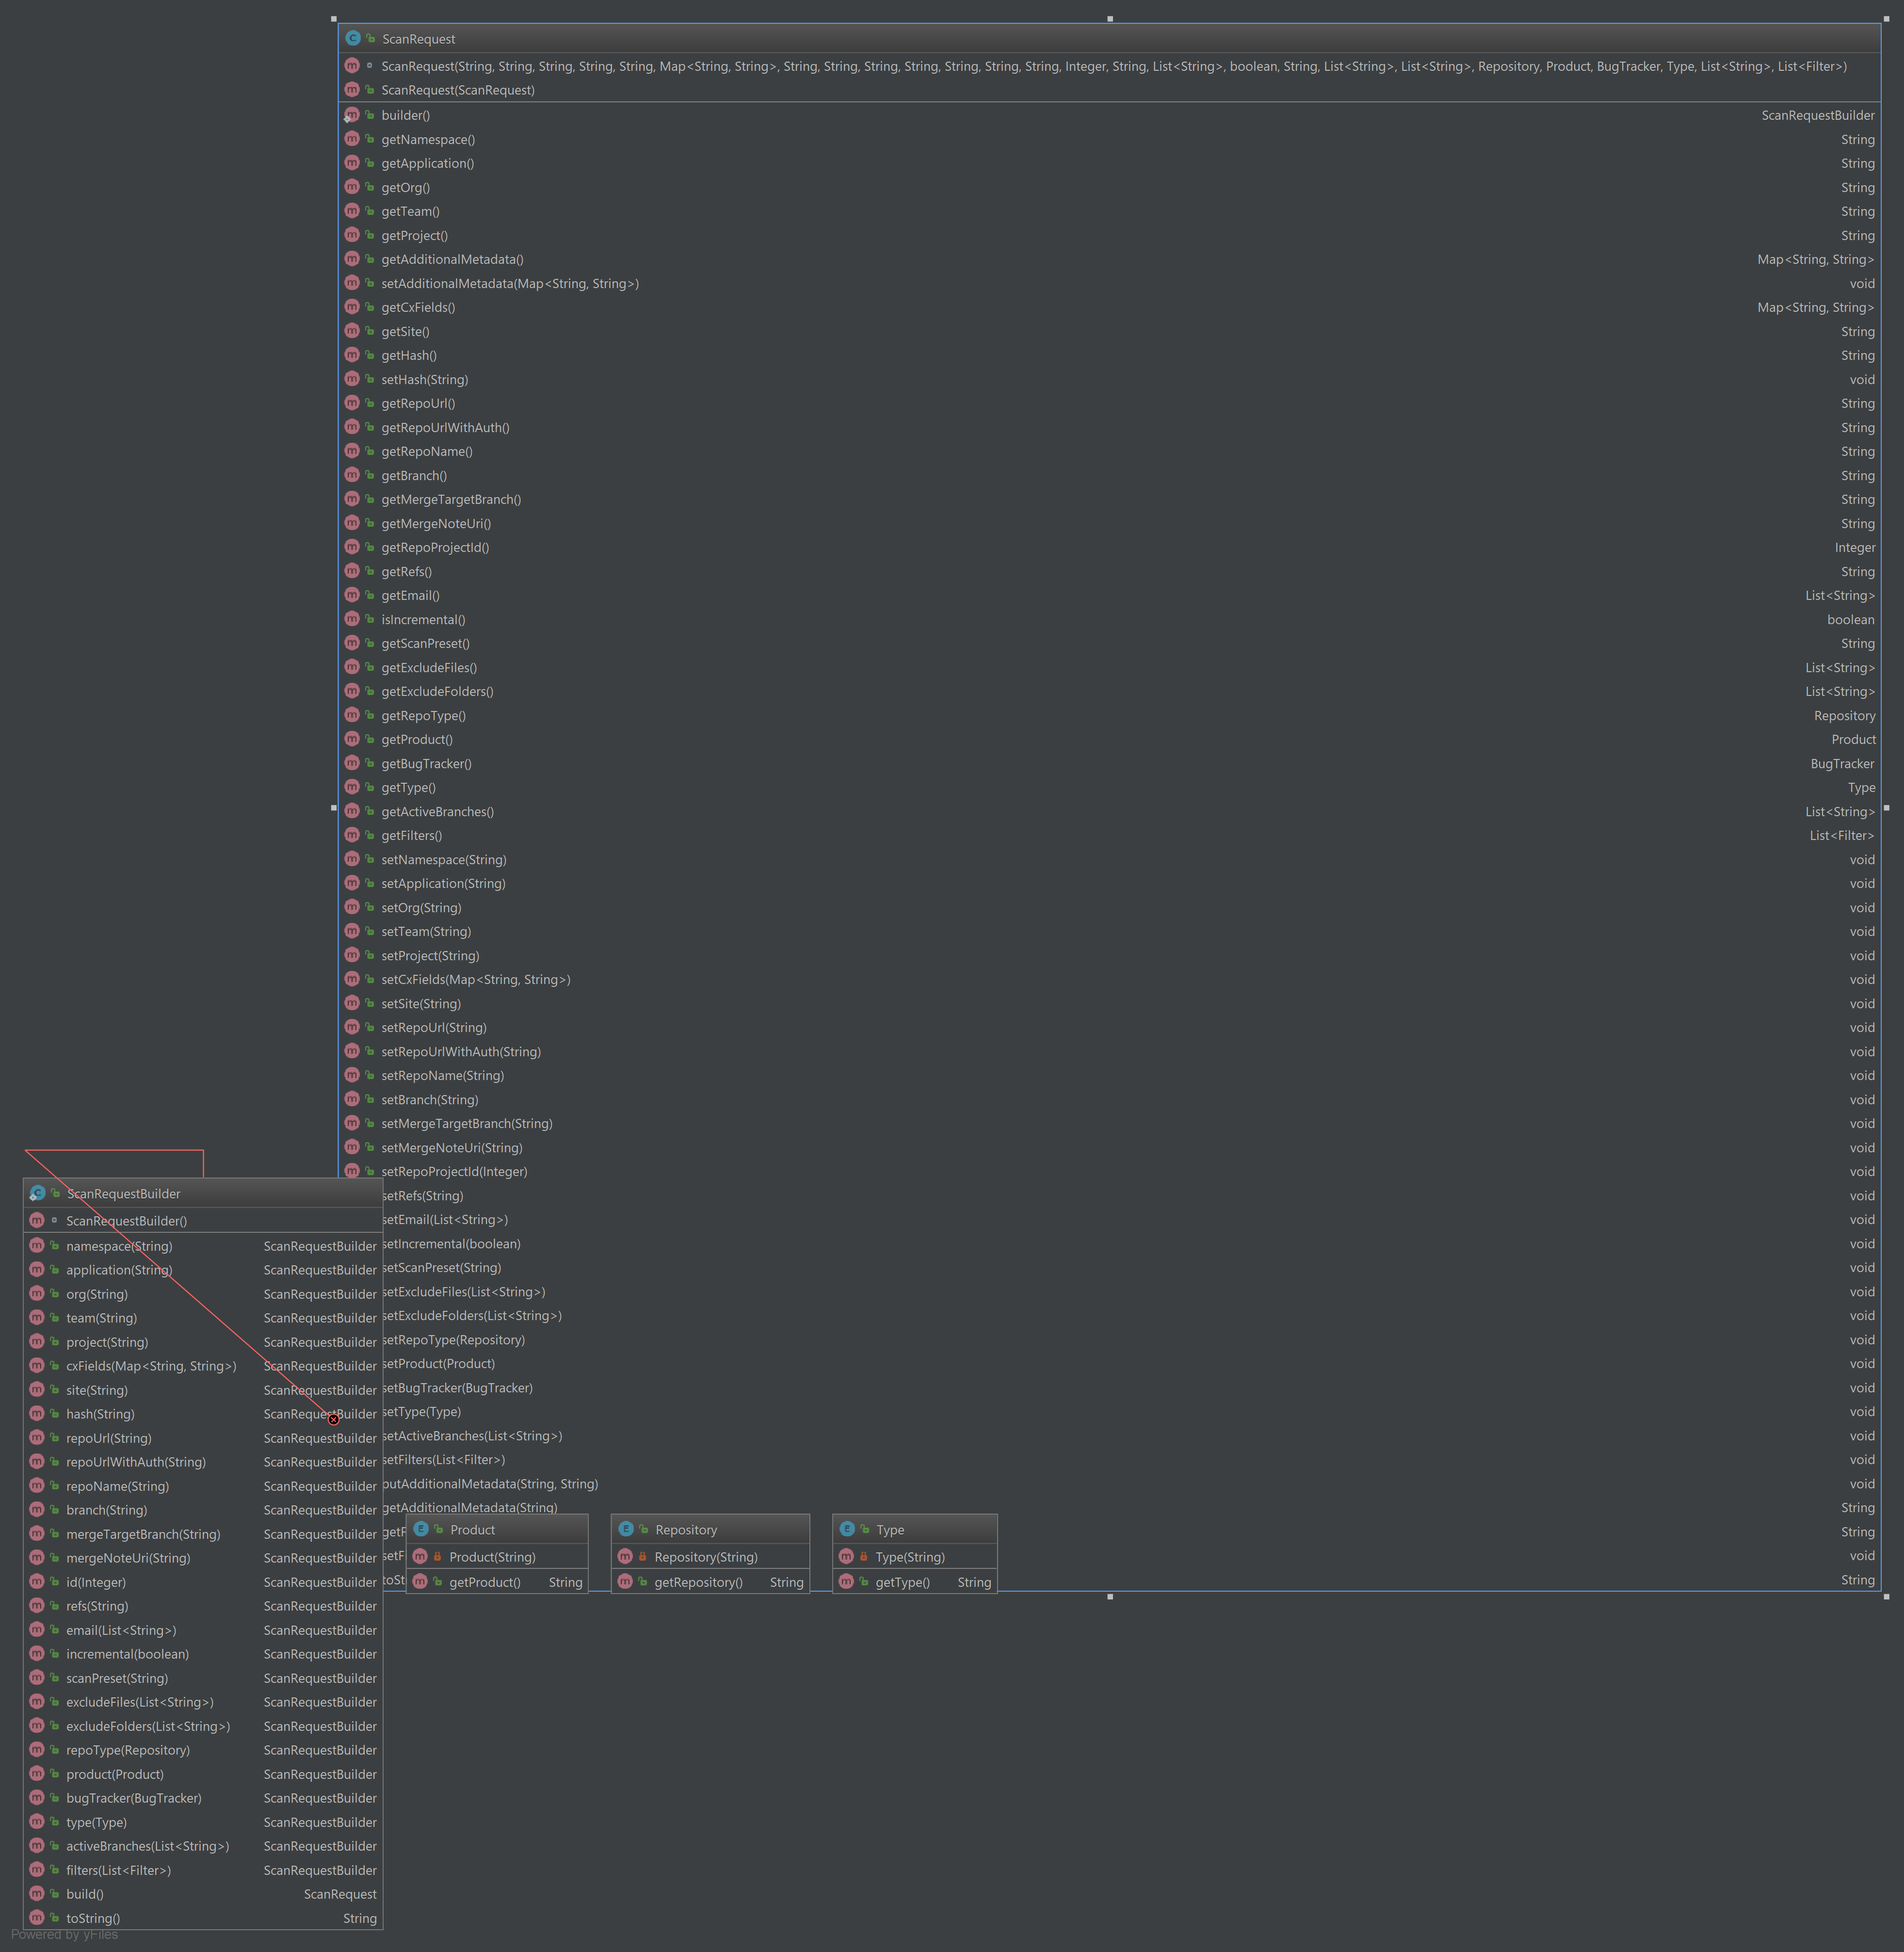 ScanRequest
ScanRequest(String, String, String, String, String, Map<String, String>, String, String, String, String, String, String, String, Integer, String, List<String>, boolean, String, List<String>, List<String>, Repository, Product, BugTracker, Type, List<String>, List<Filter>)
ScanRequest(ScanRequest)
builder() ScanRequestBuilder
getNamespace() String
getApplication() String
getOrg() String
getTeam() String
getProject() String
getAdditionalMetadata() Map<String, String>
setAdditionalMetadata(Map<String, String>) void
getCxFields() Map<String, String>
getSite() String
getHash() String
setHash(String) void
getRepoUrl() String
getRepoUrlWithAuth() String
getRepoName() String
getBranch() String
getMergeTargetBranch() String
getMergeNoteUri() String
getRepoProjectId() Integer
getRefs() String
getEmail() List<String>
isIncremental() boolean
getScanPreset() String
getExcludeFiles() List<String>
getExcludeFolders() List<String>
getRepoType() Repository
getProduct() Product
getBugTracker() BugTracker
getType() Type
getActiveBranches() List<String>
getFilters() List<Filter>
setNamespace(String) void
setApplication(String) void
setOrg(String) void
setTeam(String) void
setProject(String) void
setCxFields(Map<String, String>) void
setSite(String) void
setRepoUrl(String) void
setRepoUrlWithAuth(String) void
setRepoName(String) void
setBranch(String) void
setMergeTargetBranch(String) void
setMergeNoteUri(String) void
setRepoProjectId(Integer) void
setRefs(String) void
setEmail(List<String>) void
setIncremental(boolean) void
setScanPreset(String) void
setExcludeFiles(List<String>) void
setExcludeFolders(List<String>) void
setRepoType(Repository) void
setProduct(Product) void
setBugTracker(BugTracker) void
setType(Type) void
setActiveBranches(List<String>) void
setFilters(List<Filter>) void
putAdditionalMetadata(String, String) void
getAdditionalMetadata(String) String
getF String
setF void
toSt String
ScanRequestBuilder
ScanRequestBuilder()
namespace(String) ScanRequestBuilder
application(String) ScanRequestBuilder
org(String) ScanRequestBuilder
team(String) ScanRequestBuilder
project(String) ScanRequestBuilder
cxFields(Map<String, String>) ScanRequestBuilder
site(String) ScanRequestBuilder
hash(String) ScanRequestBuilder
repoUrl(String) ScanRequestBuilder
repoUrlWithAuth(String) ScanRequestBuilder
repoName(String) ScanRequestBuilder
branch(String) ScanRequestBuilder
mergeTargetBranch(String) ScanRequestBuilder
mergeNoteUri(String) ScanRequestBuilder
id(Integer) ScanRequestBuilder
refs(String) ScanRequestBuilder
email(List<String>) ScanRequestBuilder
incremental(boolean) ScanRequestBuilder
scanPreset(String) ScanRequestBuilder
excludeFiles(List<String>) ScanRequestBuilder
excludeFolders(List<String>) ScanRequestBuilder
repoType(Repository) ScanRequestBuilder
product(Product) ScanRequestBuilder
bugTracker(BugTracker) ScanRequestBuilder
type(Type) ScanRequestBuilder
activeBranches(List<String>) ScanRequestBuilder
filters(List<Filter>) ScanRequestBuilder
build() ScanRequest
toString() String
Product
Product(String)
getProduct() String
Repository
Repository(String)
getRepository() String
Type
Type(String)
getType() String
Powered by yFiles